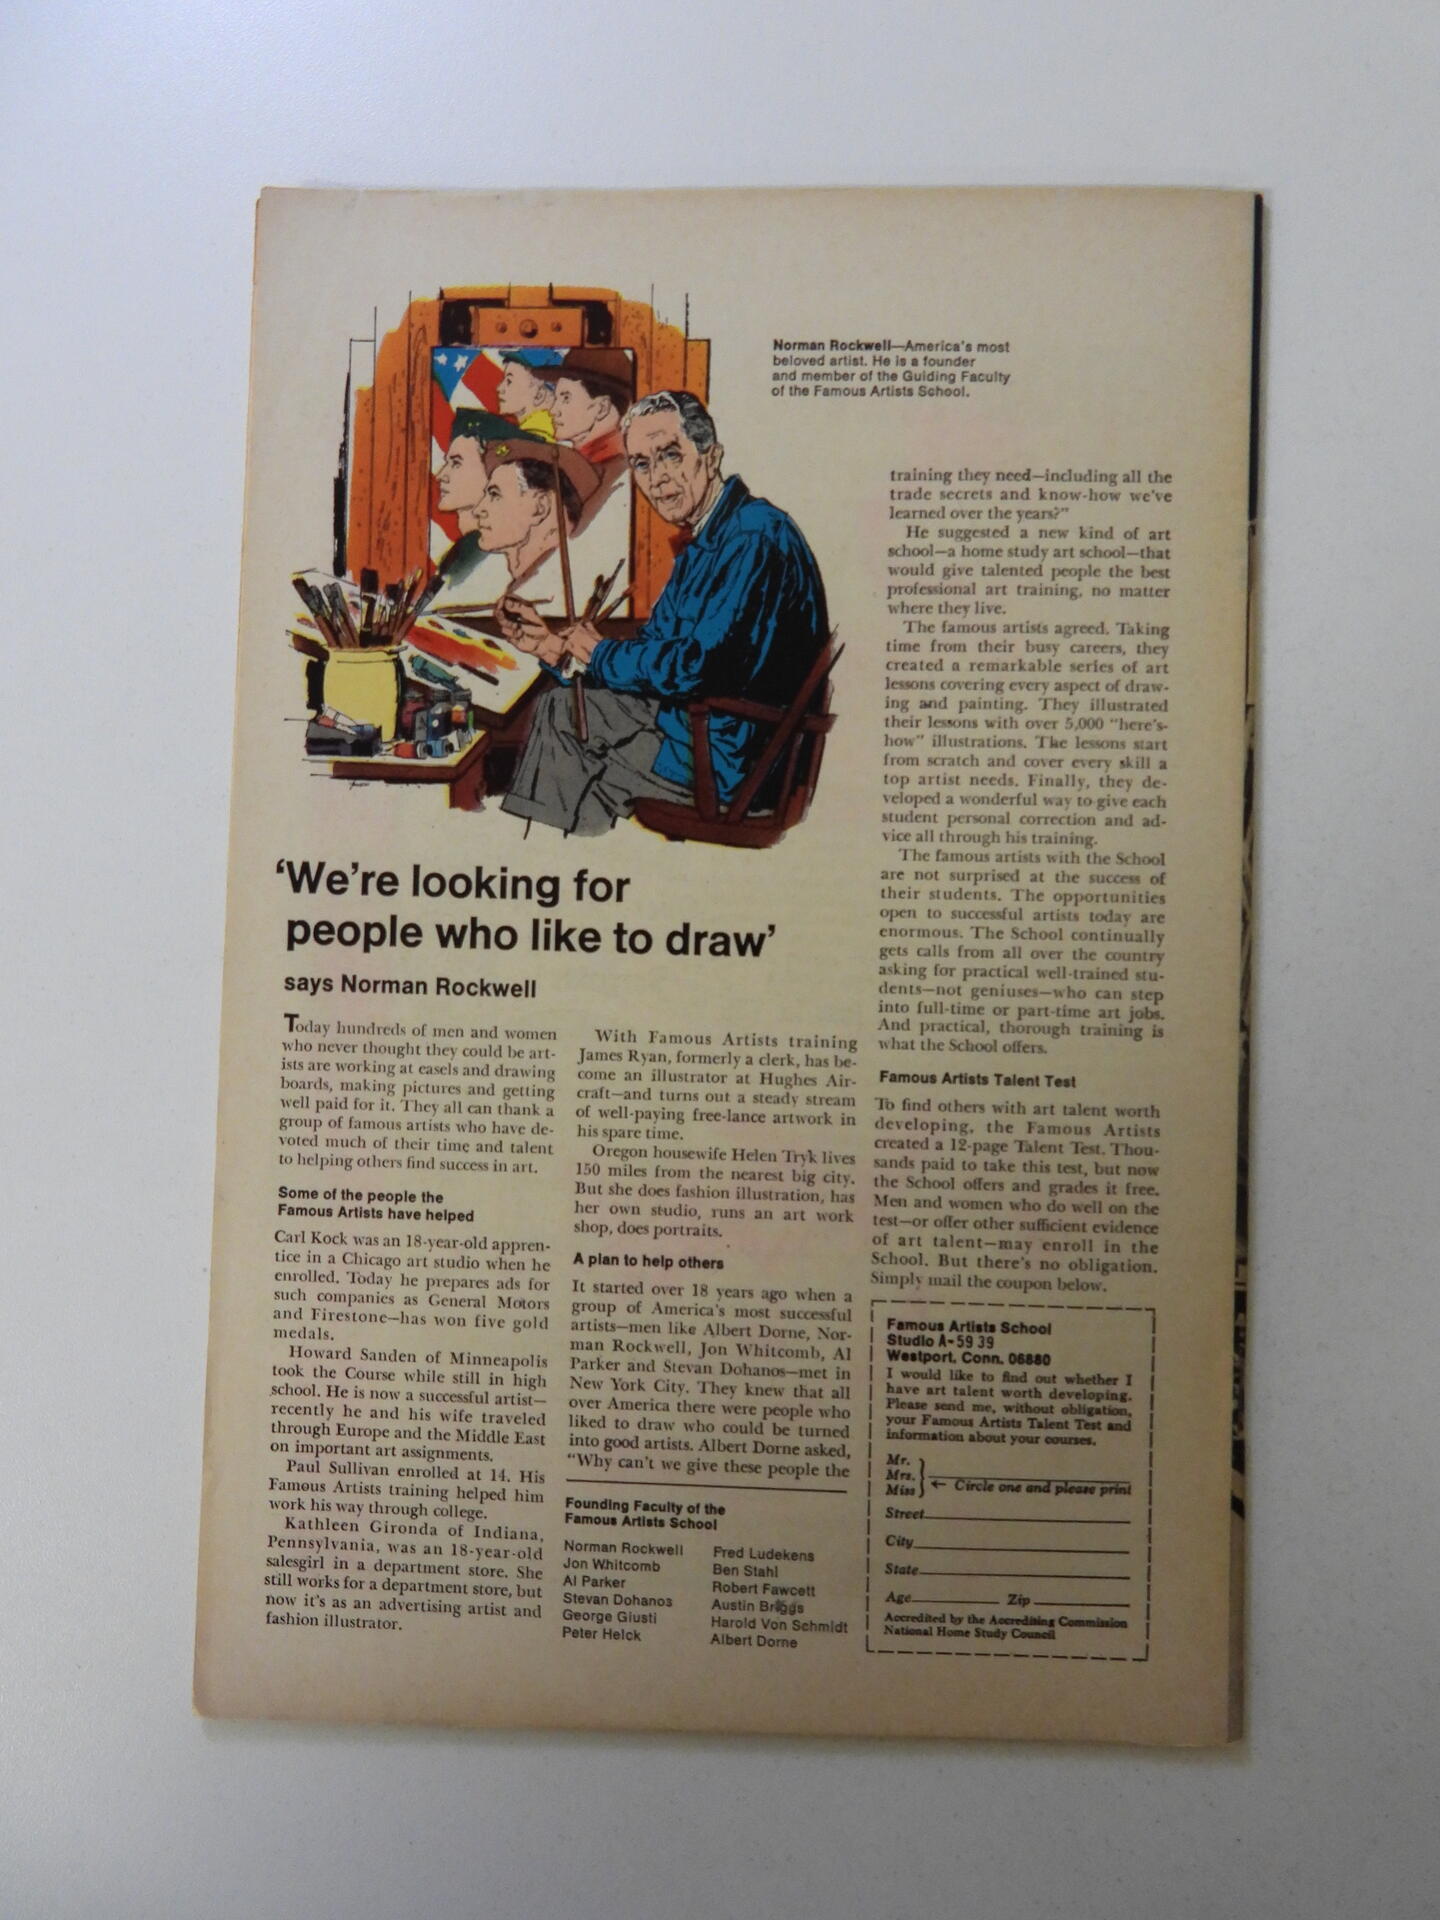 Norman Rockwell—America's most
beloved artist. He is a founder
and member of the Guiding Faculty
of the Famous Artists School.
'We're looking for
people who like to draw'
says Norman Rockwell
Today hundreds of men and women
who never thought they could be art-
ists are working at easels and drawing
boards, making pictures and getting
well paid for it. They all can thank a
group of famous artists who have de-
voted much of their time and talent
to helping others find success in art.
Some of the people the
Famous Artists have helped
Carl Kock was an 18-year-old appren-
tice in a Chicago art studio when he
enrolled. Today he prepares ads for
such companies as General Motors
and Firestone—has won five gold
medals.
Howard Sanden of Minneapolis
took the Course while still in high
school. He is now a successful artist—
recently he and his wife traveled
through Europe and the Middle East
on important art assignments.
Paul Sullivan enrolled at 14. His
Famous Artists training helped him
work his way through college.
Kathleen Gironda of Indiana,
Pennsylvania, was an 18-year-old
salesgirl in a department store. She
still works for a department store, but
now it's as an advertising artist and
fashion illustrator.
With Famous Artists training
James Ryan, formerly a clerk, has be-
come an illustrator at Hughes Air-
craft—and turns out a steady stream
of well-paying free-lance artwork in
his spare time.
Oregon housewife Helen Tryk lives
150 miles from the nearest big city.
But she does fashion illustration, has
her own studio, runs an art work
shop, does portraits.
A plan to help others
It started over 18 years ago when a
group of America's most successful
artists—men like Albert Dorne, Nor-
man Rockwell, Jon Whitcomb, Al
Parker and Stevan Dohanos—met in
New York City. They knew that all
over America there were people who
liked to draw who could be turned
into good artists. Albert Dorne asked,
"Why can't we give these people the
Founding Faculty of the
Famous Artists School
Norman Rockwell
Jon Whitcomb
Al Parker
Stevan Dohanos
George Giusti
Peter Helck
Fred Ludekens
Ben Stahl
Robert Fawcett
Austin Briggs
Harold Von Schmidt
Albert Dorne
training they need—including all the
trade secrets and know-how we've
learned over the years?"
He suggested a new kind of art
school—a home study art school—that
would give talented people the best
professional art training, no matter
where they live.
The famous artists agreed. Taking
time from their busy careers, they
created a remarkable series of art
lessons covering every aspect of draw-
ing and painting. They illustrated
their lessons with over 5,000 "here's-
how" illustrations. The lessons start
from scratch and cover every skill a
top artist needs. Finally, they de-
veloped a wonderful way to give each
student personal correction and ad-
vice all through his training.
The famous artists with the School
are not surprised at the success of
their students. The opportunities
open to successful artists today are
enormous. The School continually
gets calls from all over the country
asking for practical well-trained stu-
dents—not geniuses—who can step
into full-time or part-time art jobs.
And practical, thorough training is
what the School offers.
Famous Artists Talent Test
To find others with art talent worth
developing, the Famous Artists
created a 12-page Talent Test. Thou-
sands paid to take this test, but now
the School offers and grades it free.
Men and women who do well on the
test—or offer other sufficient evidence
of art talent—may enroll in the
School. But there's no obligation.
Simply mail the coupon below.
Famous Artists School
Studio A-5939
Westport, Conn. 06880
I would like to find out whether I
have art talent worth developing.
Please send me, without obligation,
your Famous Artists Talent Test and
information about your courses.
Mr.
Mrs.
Miss
← Circle one and please print
Street
City
State
Age Zip
Accredited by the Accrediting Commission
National Home Study Council